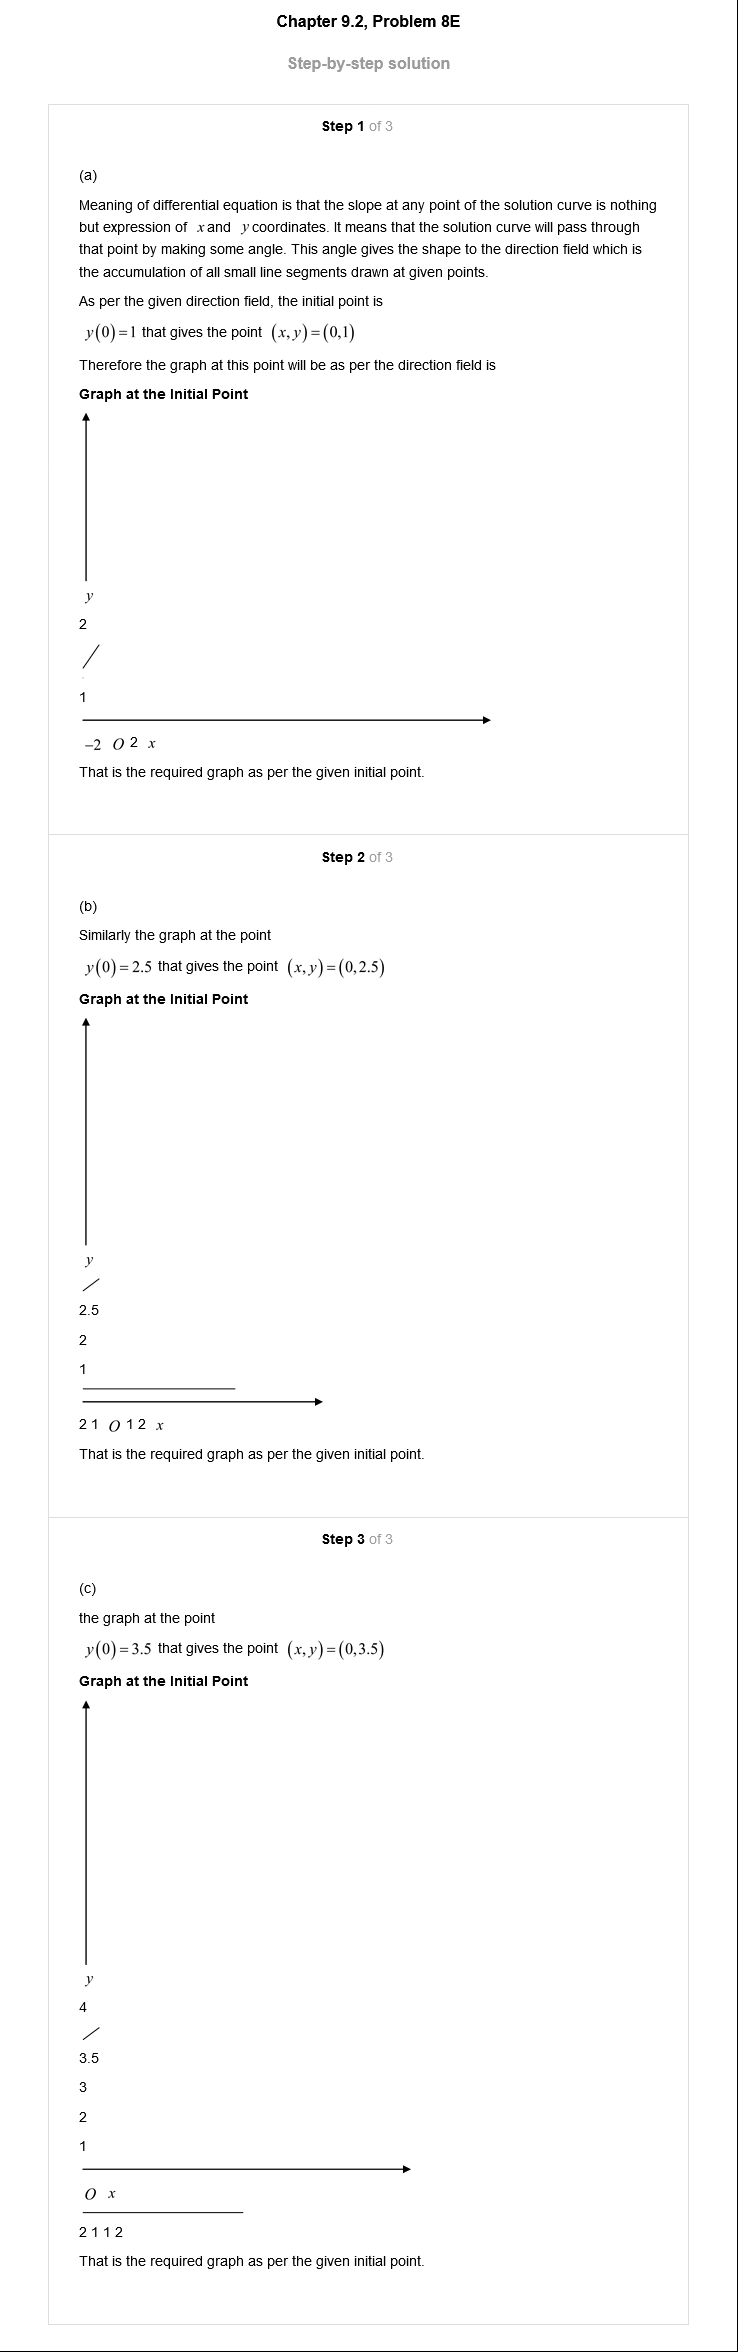 Chapter 9.2, Problem 8E
Step-by-step solution
Step 1 of 3
(a)
Meaning of differential equation is that the slope at any point of the solution curve is nothing
but expression of x and y coordinates. It means that the solution curve will pass through
that point by making some angle. This angle gives the shape to the direction field which is
the accumulation of all small line segments drawn at given points.
As per the given direction field, the initial point is
y(0)=1 that gives the point (x,y)=(0,1)
Therefore the graph at this point will be as per the direction field is
Graph at the Initial Point
y
2
1
–2 O 2 x
That is the required graph as per the given initial point.
Step 2 of 3
(b)
Similarly the graph at the point
y(0)=2.5 that gives the point (x,y)=(0,2.5)
Graph at the Initial Point
y
2.5
2
1
2 1 O 1 2 x
That is the required graph as per the given initial point.
Step 3 of 3
(c)
the graph at the point
y(0)=3.5 that gives the point (x,y)=(0,3.5)
Graph at the Initial Point
y
4
3.5
3
2
1
O x
2 1 1 2
That is the required graph as per the given initial point.